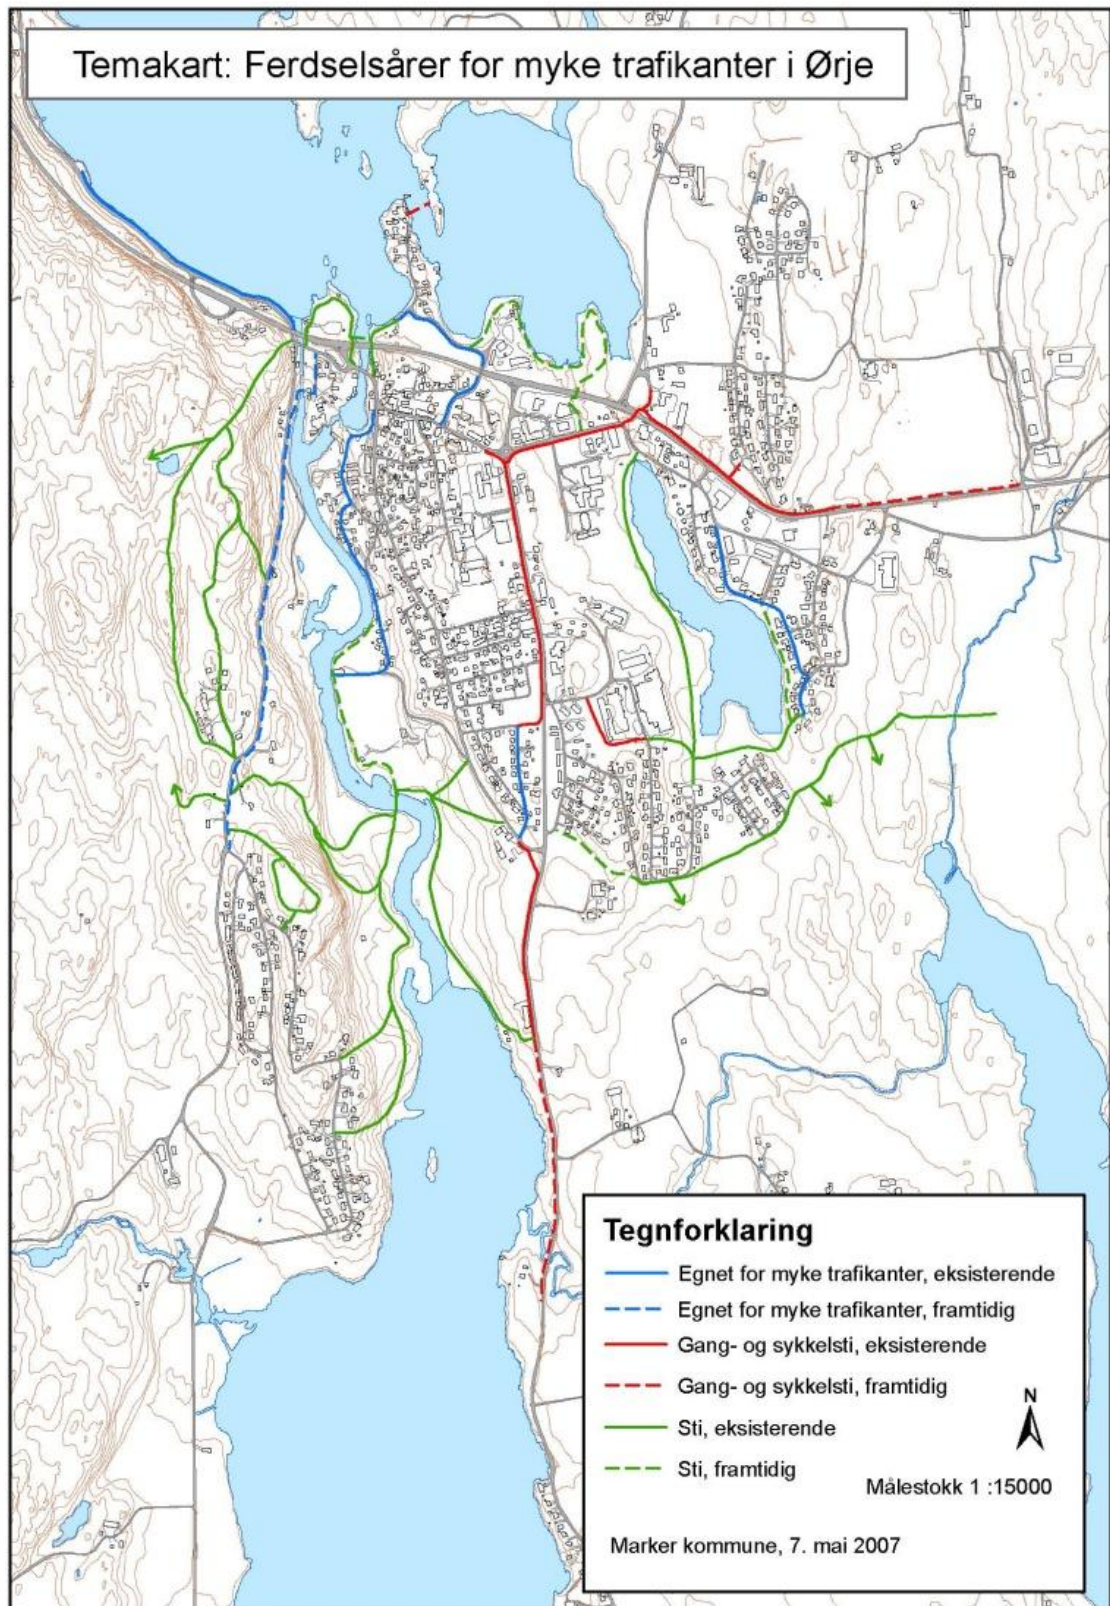 Temakart: Ferdselsårer for myke trafikanter i Ørje
Tegnforklaring
Egnet for myke trafikanter, eksisterende
Egnet for myke trafikanter, framtidig
Gang- og sykkelsti, eksisterende
Gang- og sykkelsti, framtidig
Sti, eksisterende
Sti, framtidig
N
Målestokk 1 :15000
Marker kommune, 7. mai 2007